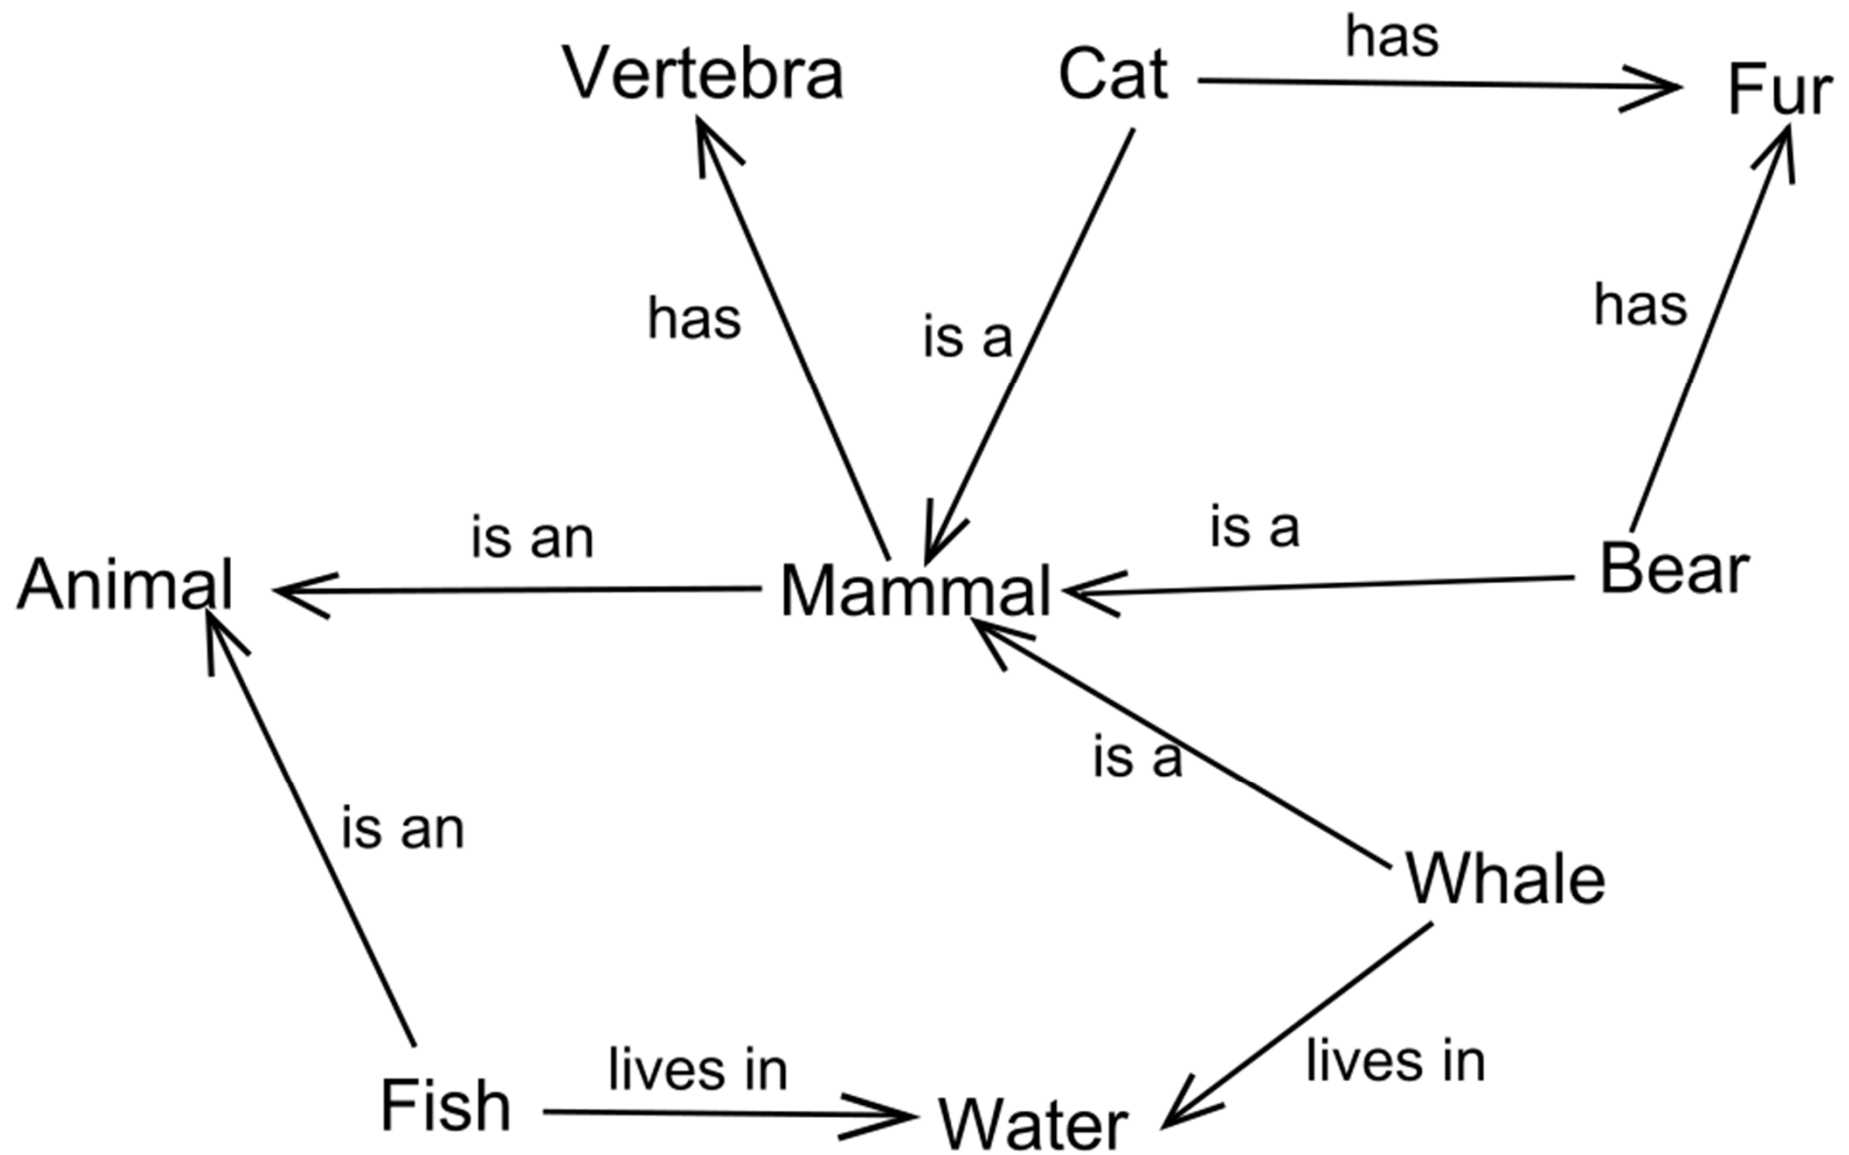 has
Vertebra
Cat
Fur
has
has
is a
is an
is a
Animal
Mammal
Bear
is a
is an
Whale
lives in
lives in
Fish
Water